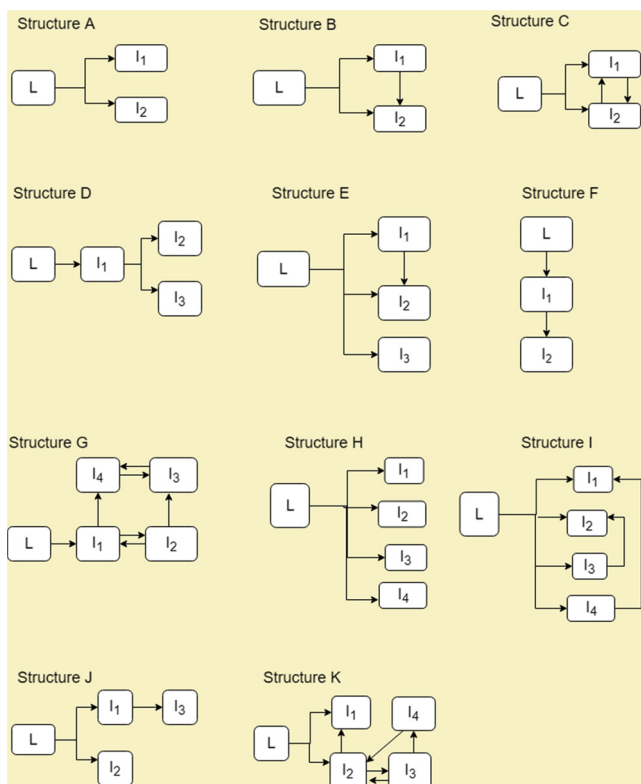 Structure A
L
I₁
I₂
Structure B
L
I₁
I₂
Structure C
L
I₁
I₂
Structure D
L
I₁
I₂
I₃
Structure E
L
I₁
I₂
I₃
Structure F
L
I₁
I₂
Structure G
I₄
I₃
L
I₁
I₂
Structure H
L
I₁
I₂
I₃
I₄
Structure I
L
I₁
I₂
I₃
I₄
Structure J
L
I₁
I₃
I₂
Structure K
L
I₁
I₄
I₂
I₃